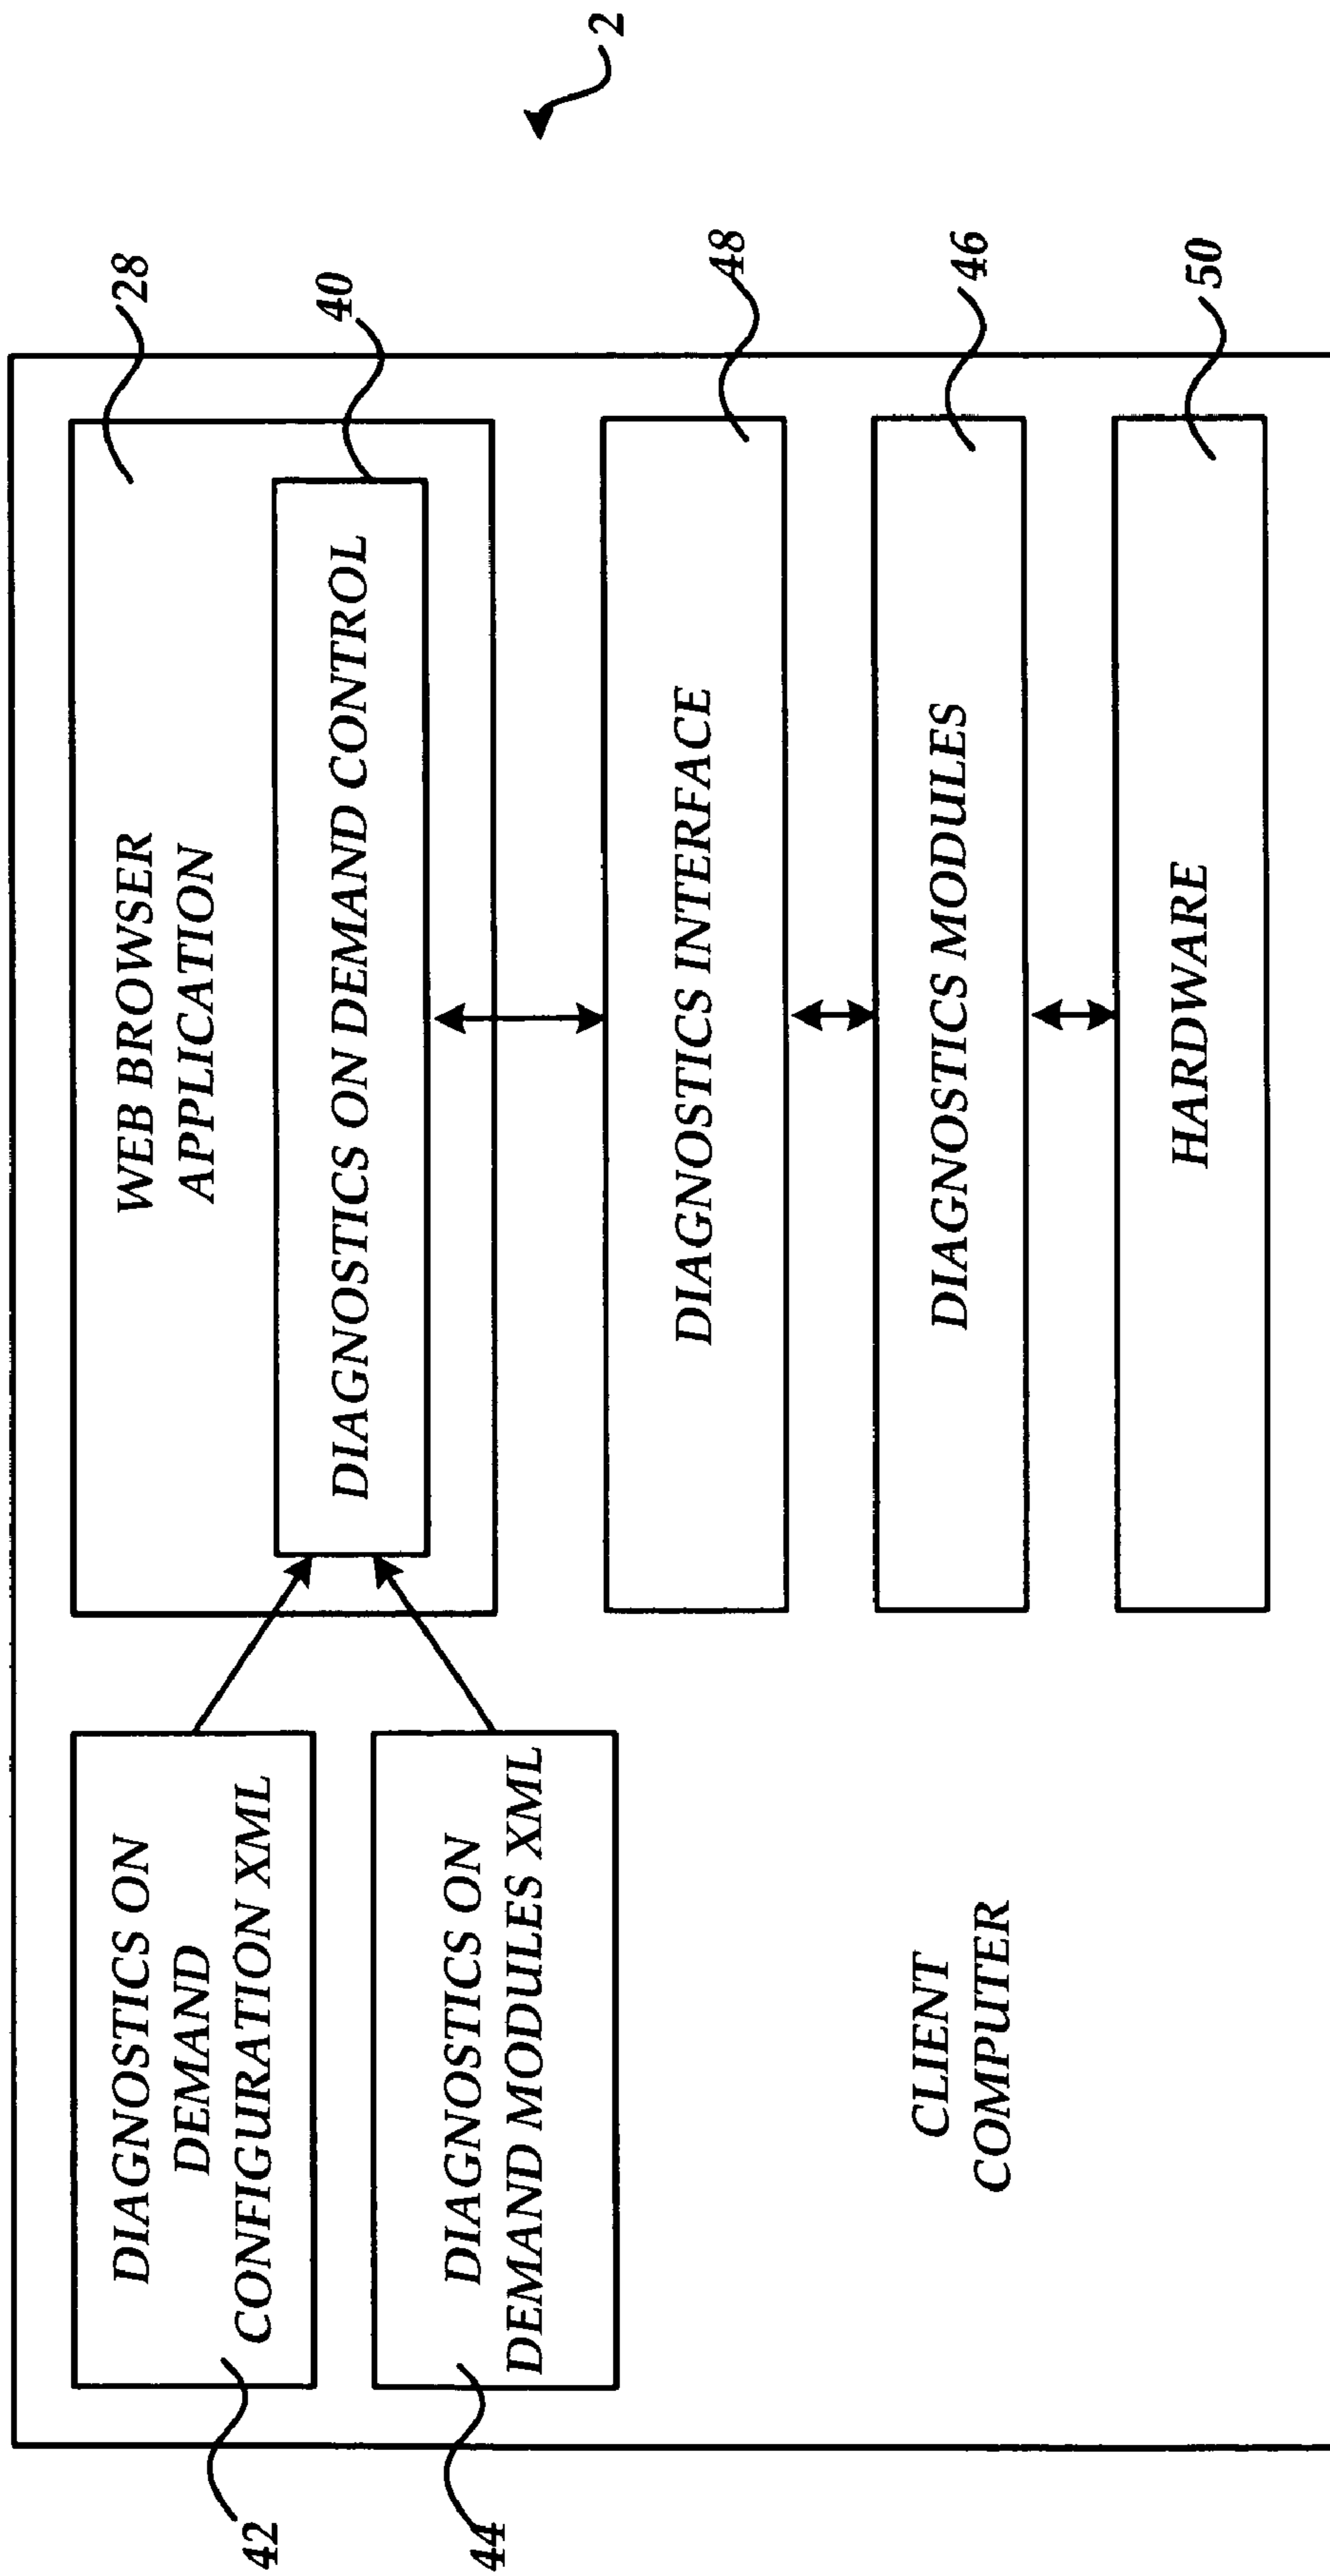 2
28
WEB BROWSER
APPLICATION
40
DIAGNOSTICS ON DEMAND CONTROL
DIAGNOSTICS ON
DEMAND
CONFIGURATION XML
42
DIAGNOSTICS ON
DEMAND MODULES XML
44
48
DIAGNOSTICS INTERFACE
46
DIAGNOSTICS MODULES
50
HARDWARE
CLIENT
COMPUTER